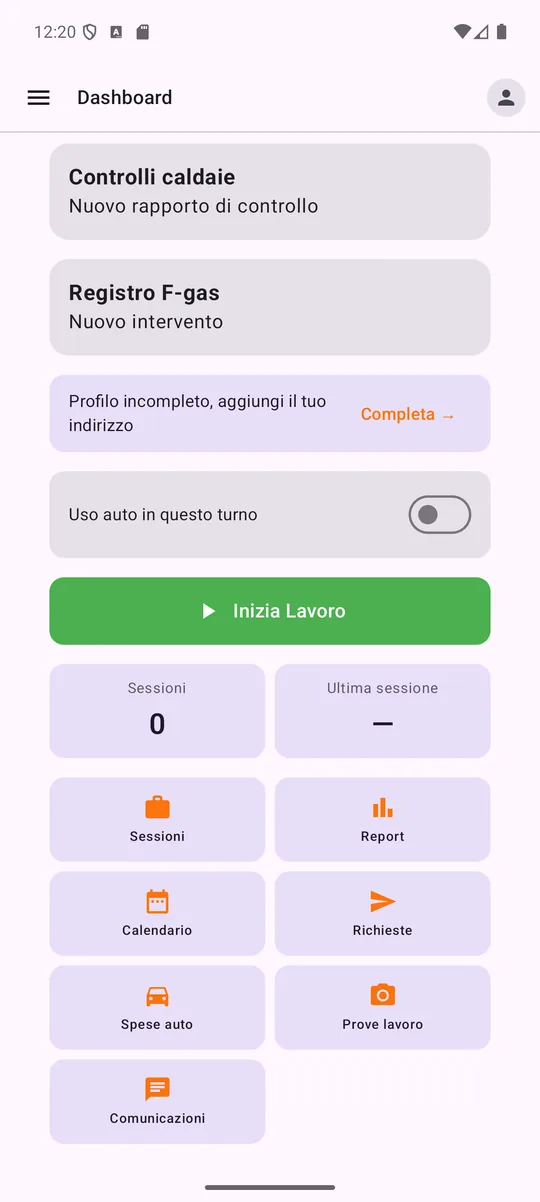 12:20
Dashboard
Controlli caldaie
Nuovo rapporto di controllo
Registro F-gas
Nuovo intervento
Profilo incompleto, aggiungi il tuo
indirizzo
Completa →
Uso auto in questo turno
Inizia Lavoro
Sessioni
0
Ultima sessione
—
Sessioni
Report
Calendario
Richieste
Spese auto
Prove lavoro
Comunicazioni